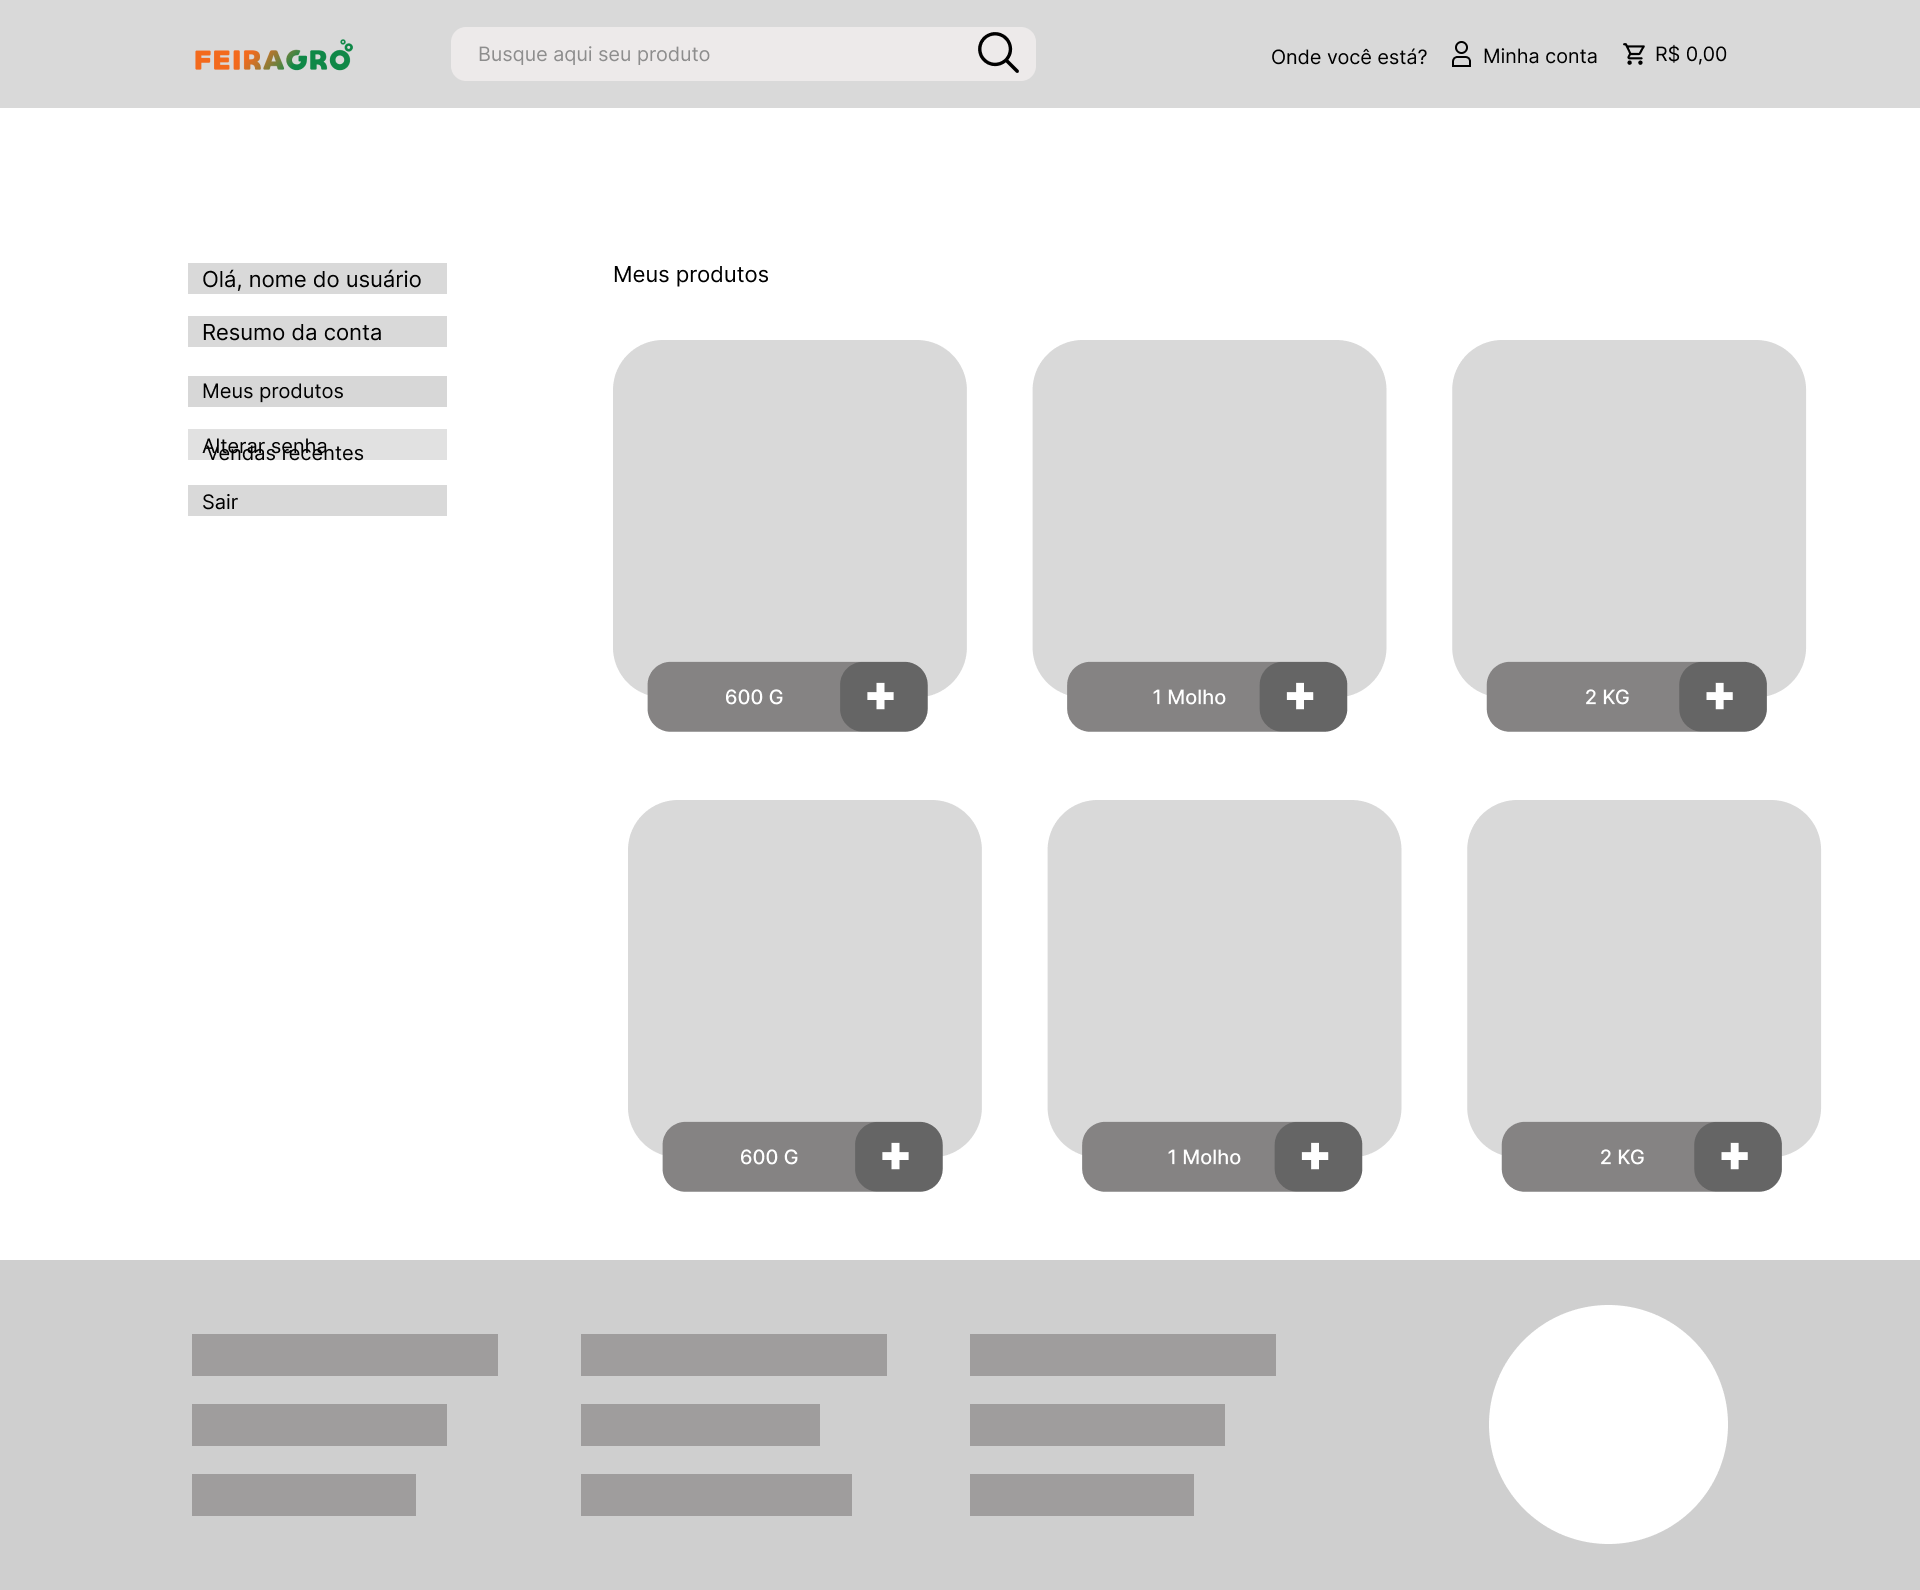 FEIRAGRO
Busque aqui seu produto
Onde você está?
Minha conta
R$ 0,00
Olá, nome do usuário
Resumo da conta
Meus produtos
Alterar senha
Vendas recentes
Sair
Meus produtos
600 G
1 Molho
2 KG
600 G
1 Molho
2 KG